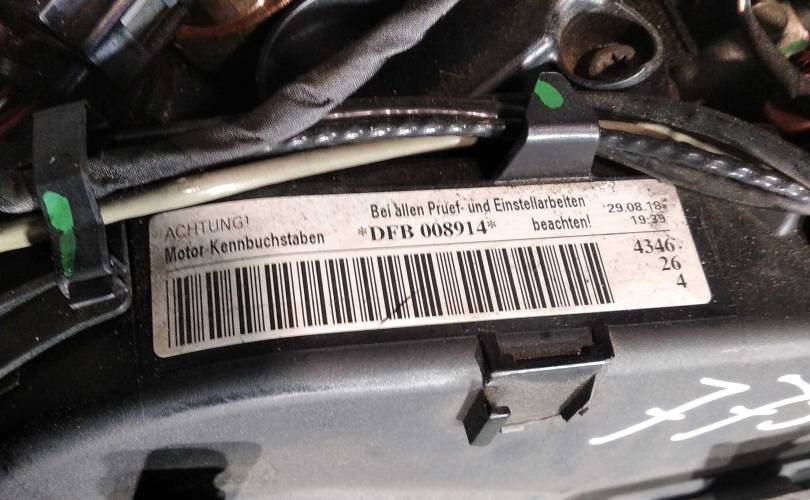 ACHTUNG! Bei allen Pruef- und Einstellarbeiten 29.08.18*
Motor-Kennbuchstaben *DFB 008914* beachten! 19:39
4346
26
4